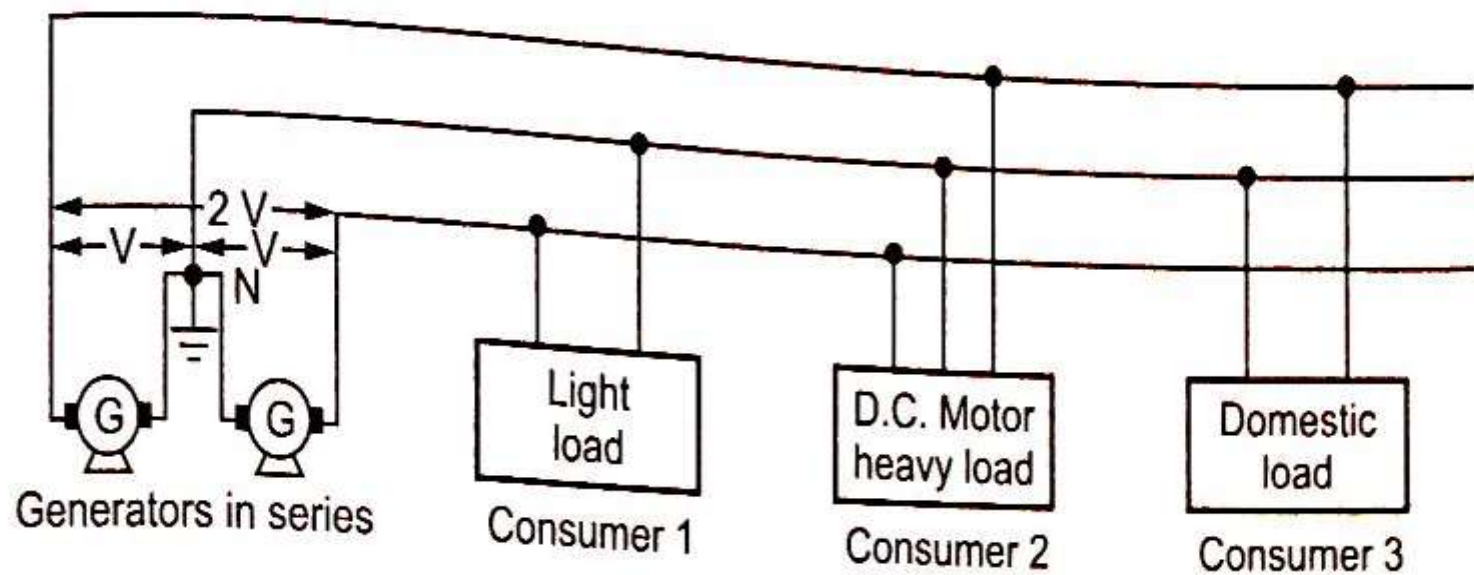 2 V
V
V
N
G
G
Generators in series
Light
load
Consumer 1
D.C. Motor
heavy load
Consumer 2
Domestic
load
Consumer 3